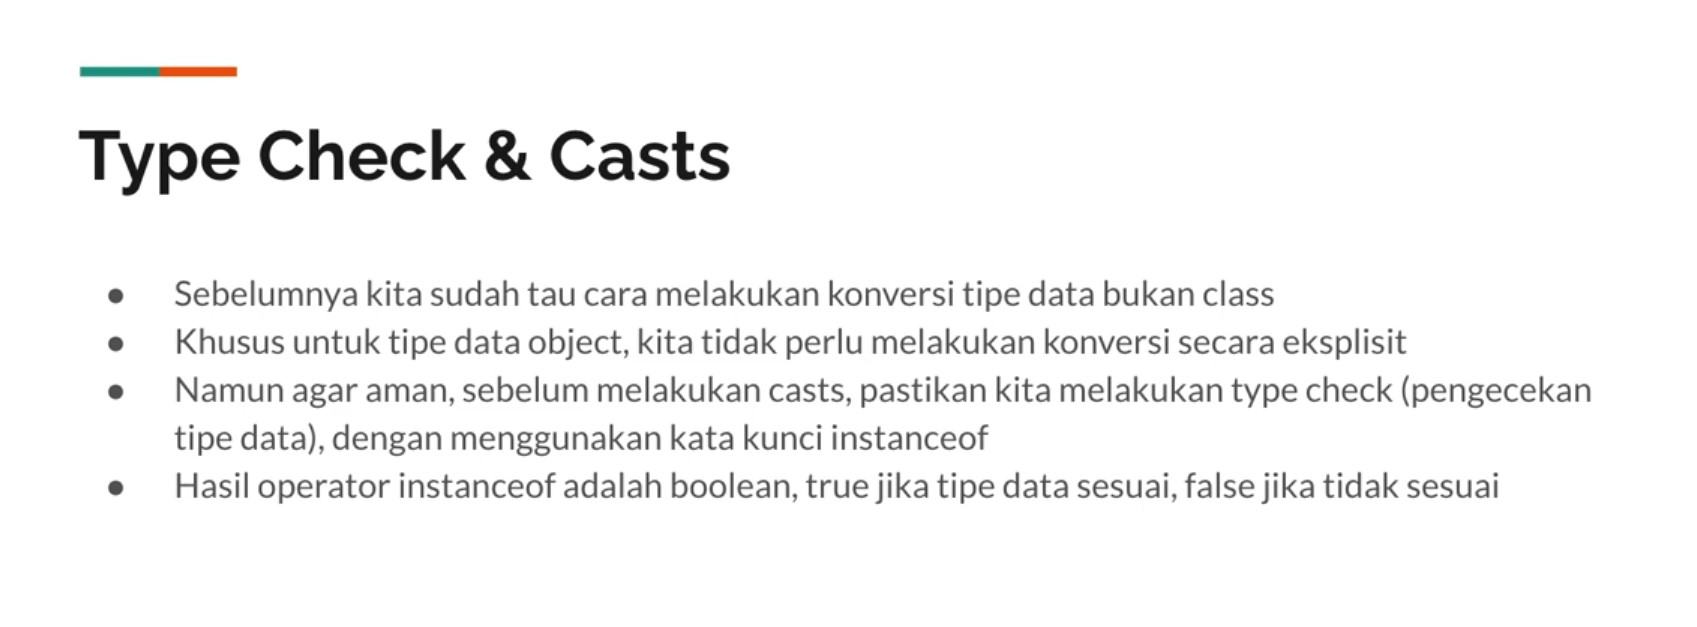 Type Check & Casts
● Sebelumnya kita sudah tau cara melakukan konversi tipe data bukan class
● Khusus untuk tipe data object, kita tidak perlu melakukan konversi secara eksplisit
● Namun agar aman, sebelum melakukan casts, pastikan kita melakukan type check (pengecekan
tipe data), dengan menggunakan kata kunci instanceof
● Hasil operator instanceof adalah boolean, true jika tipe data sesuai, false jika tidak sesuai